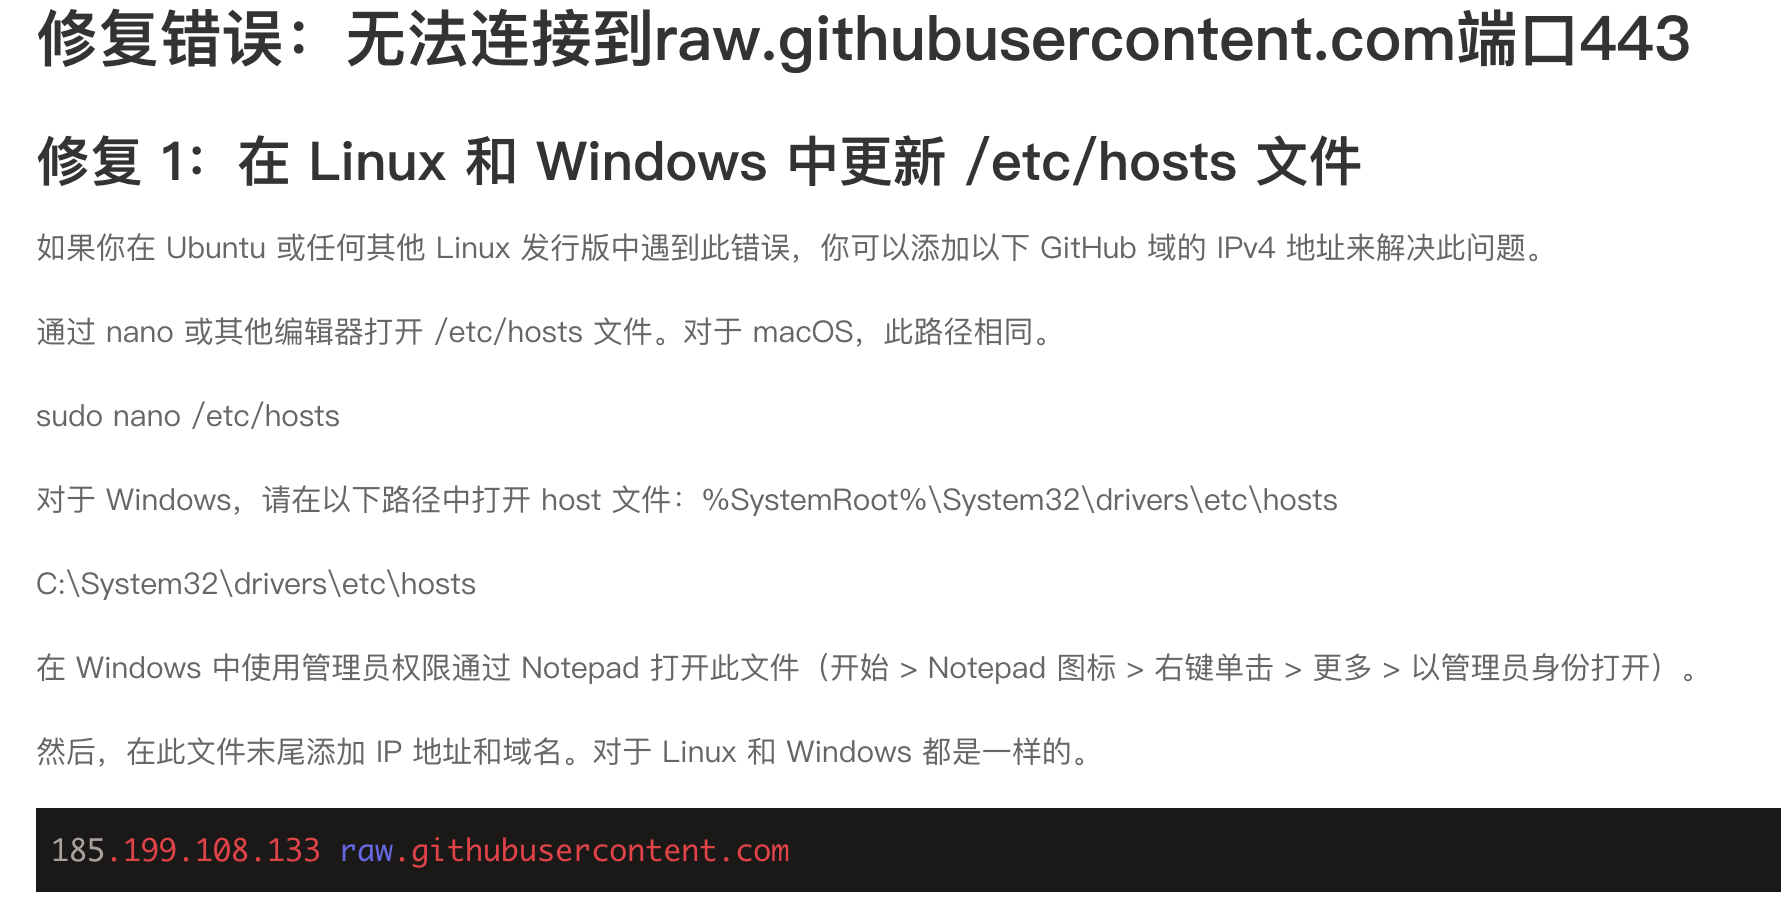 修复错误：无法连接到raw.githubusercontent.com端口443
修复 1：在 Linux 和 Windows 中更新 /etc/hosts 文件
如果你在 Ubuntu 或任何其他 Linux 发行版中遇到此错误，你可以添加以下 GitHub 域的 IPv4 地址来解决此问题。
通过 nano 或其他编辑器打开 /etc/hosts 文件。对于 macOS，此路径相同。
sudo nano /etc/hosts
对于 Windows，请在以下路径中打开 host 文件：%SystemRoot%\System32\drivers\etc\hosts
C:\System32\drivers\etc\hosts
在 Windows 中使用管理员权限通过 Notepad 打开此文件（开始 > Notepad 图标 > 右键单击 > 更多 > 以管理员身份打开）。
然后，在此文件末尾添加 IP 地址和域名。对于 Linux 和 Windows 都是一样的。
185.199.108.133 raw.githubusercontent.com